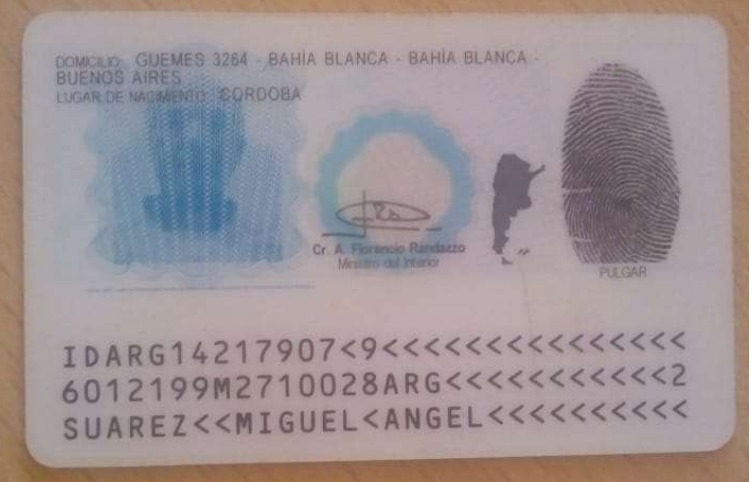 DOMICILIO: GUEMES 3264 - BAHÍA BLANCA - BAHÍA BLANCA -
BUENOS AIRES
LUGAR DE NACIMIENTO: CORDOBA
Cr. A. Florencio Randazzo
Ministro del Interior
PULGAR
IDARG14217907<9<<<<<<<<<<<<<<<
6012199M2710028ARG<<<<<<<<<<<2
SUAREZ<<MIGUEL<ANGEL<<<<<<<<<<